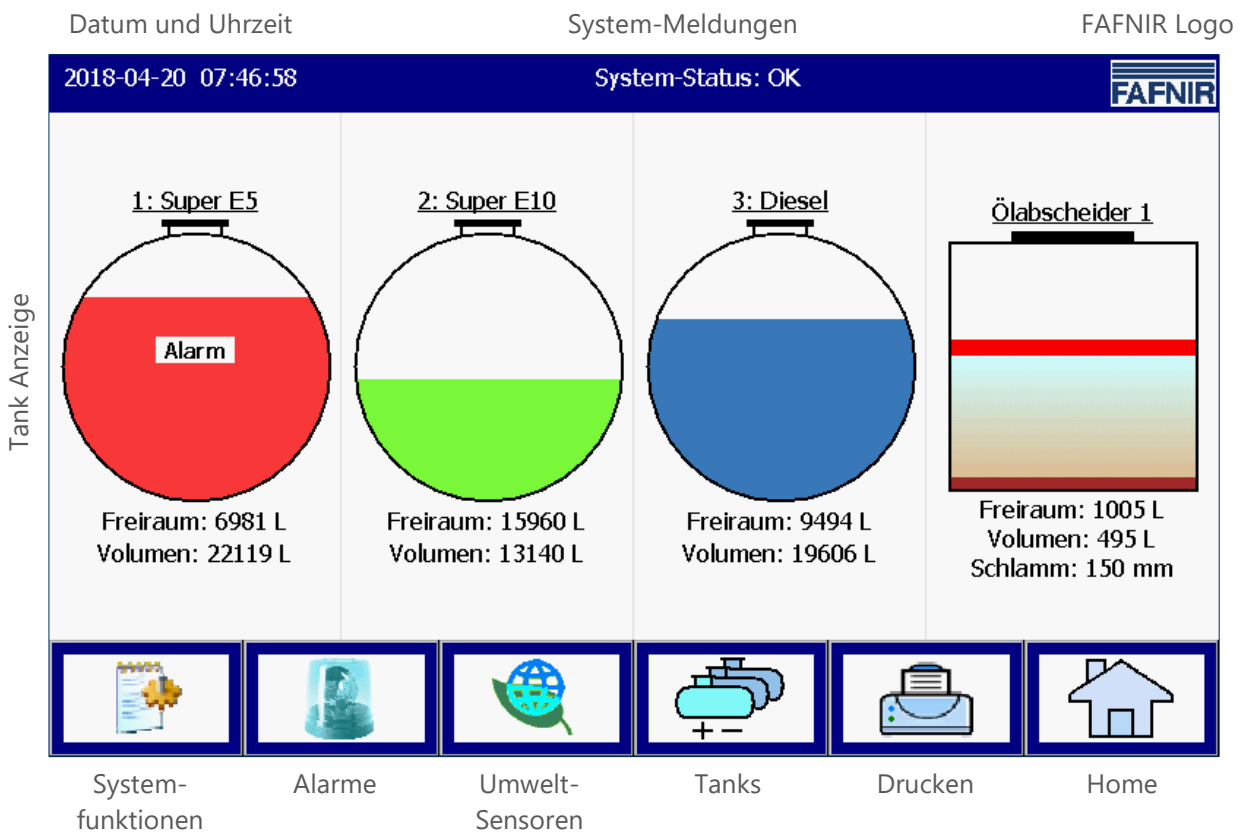 Datum und Uhrzeit System-Meldungen FAFNIR Logo
2018-04-20 07:46:58 System-Status: OK FAFNIR
Tank Anzeige
1: Super E5 2: Super E10 3: Diesel Ölabscheider 1
Alarm
Freiraum: 6981 L Freiraum: 15960 L Freiraum: 9494 L Freiraum: 1005 L
Volumen: 22119 L Volumen: 13140 L Volumen: 19606 L Volumen: 495 L
Schlamm: 150 mm
+ −
System- Alarme Umwelt- Tanks Drucken Home
funktionen Sensoren